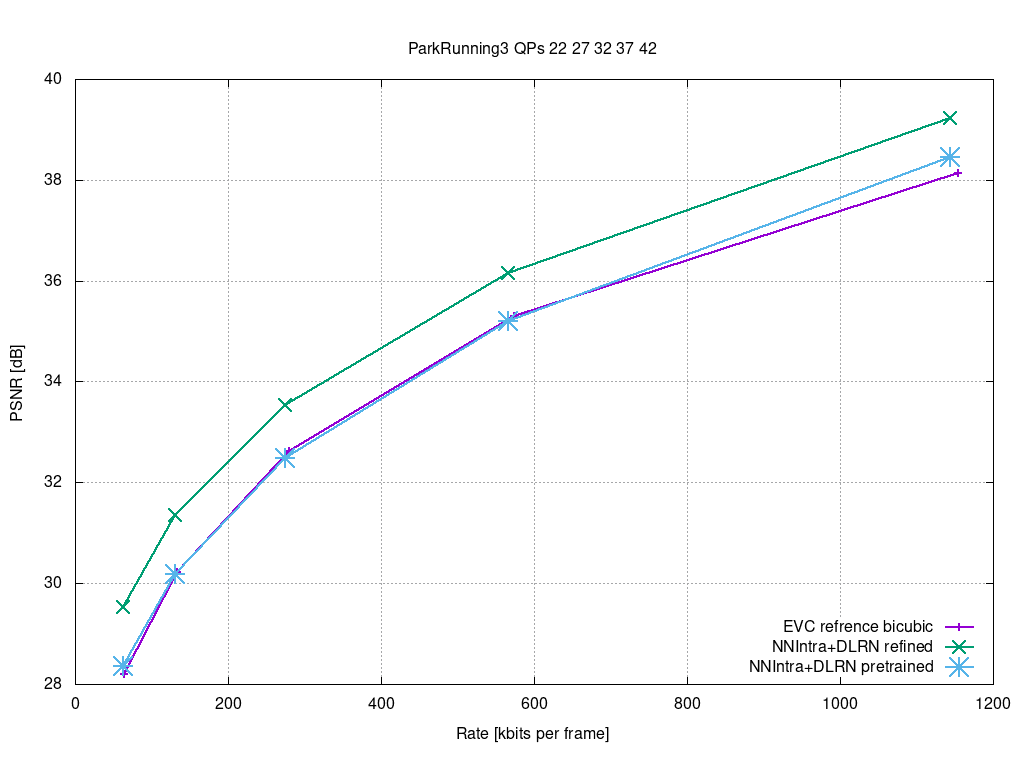 ParkRunning3 QPs 22 27 32 37 42
40
38
36
34
32
30
28
PSNR [dB]
EVC refrence bicubic
NNIntra+DLRN refined
NNIntra+DLRN pretrained
0 200 400 600 800 1000 1200
Rate [kbits per frame]